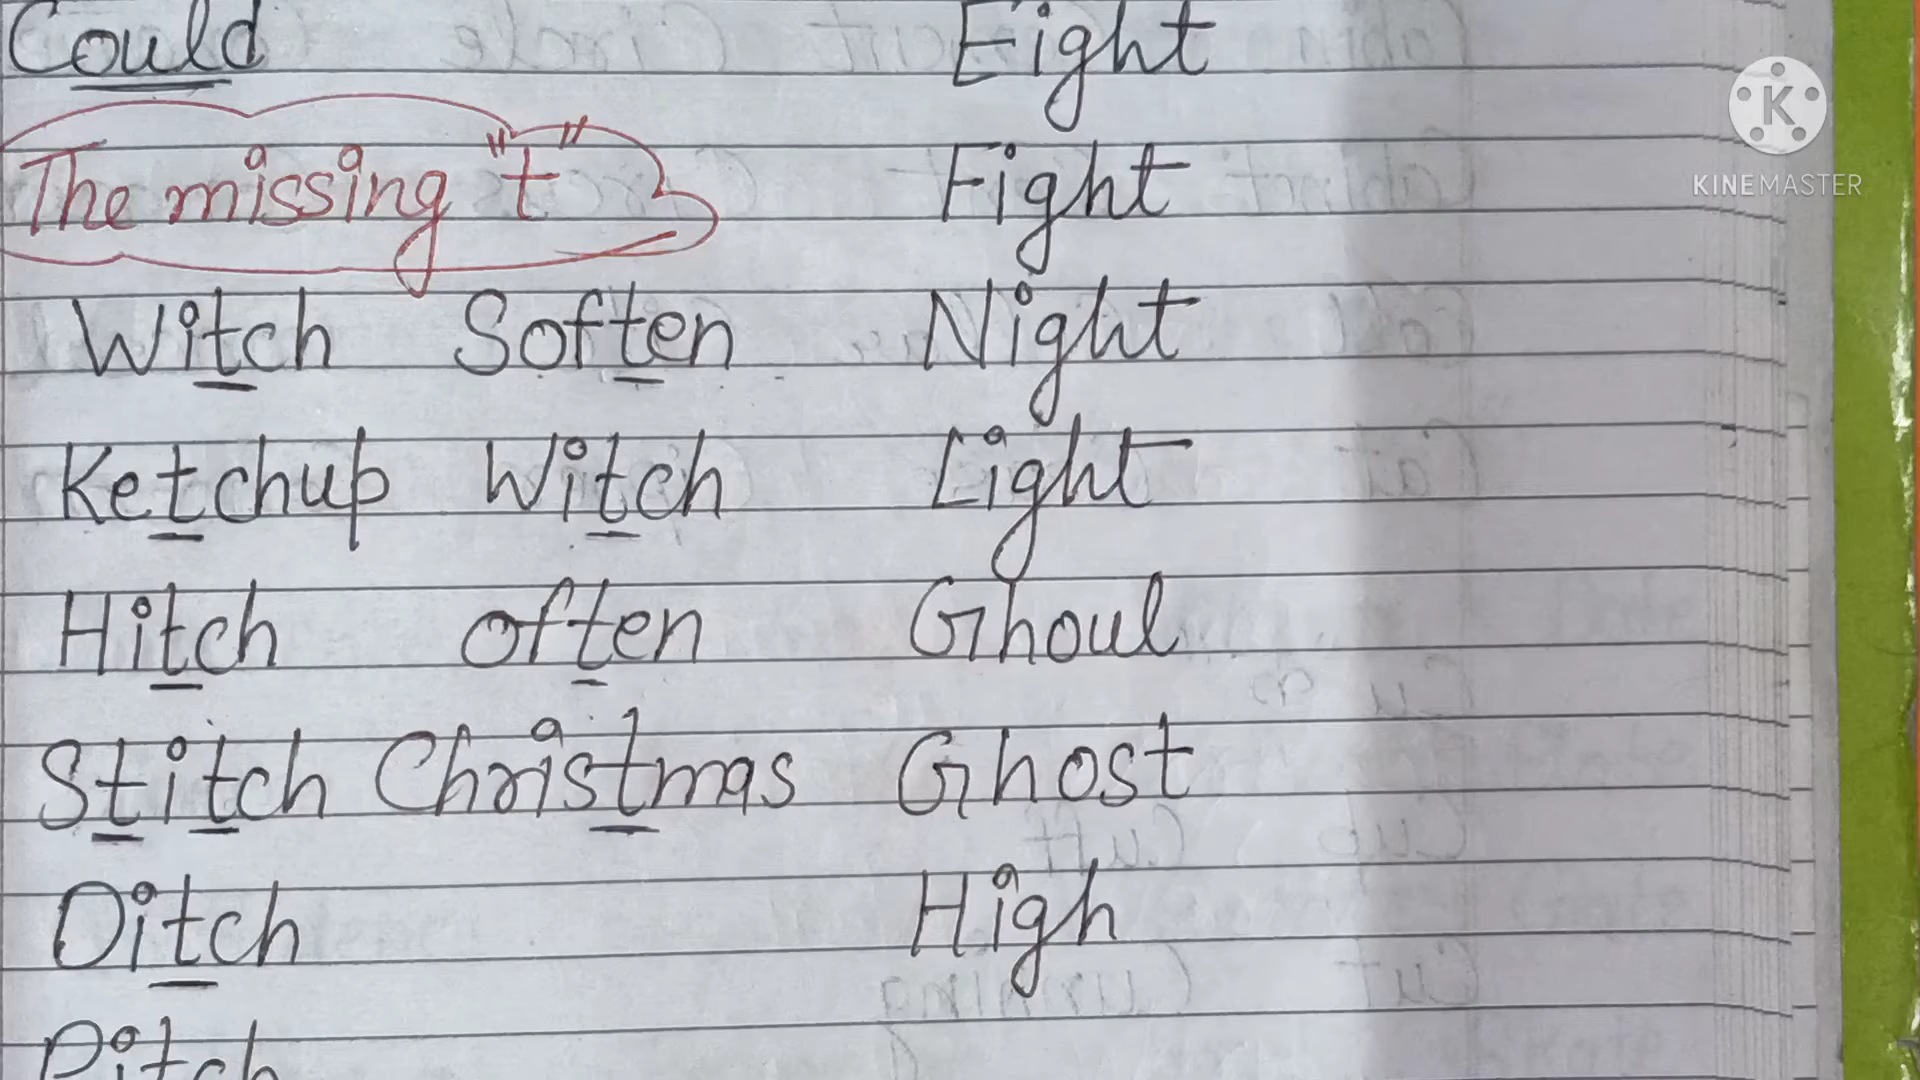 Could Eight
The missing "t" Fight
Witch Soften Night
Ketchup Witch Light
Hitch often Ghoul
Stitch Christmas Ghost
Ditch High
Pitch
KINEMASTER